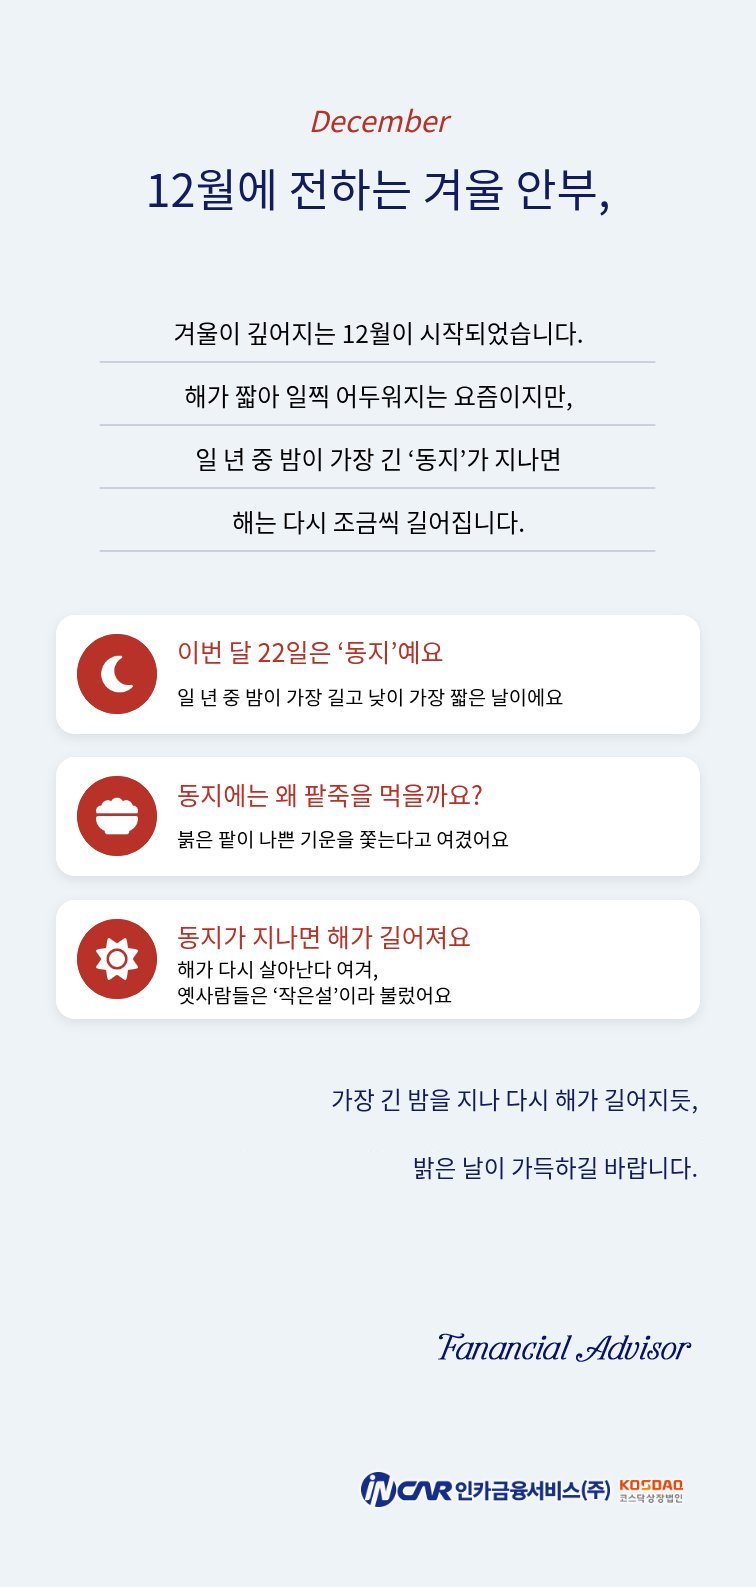 December
12월에 전하는 겨울 안부,
겨울이 깊어지는 12월이 시작되었습니다.
해가 짧아 일찍 어두워지는 요즘이지만,
일 년 중 밤이 가장 긴 ‘동지’가 지나면
해는 다시 조금씩 길어집니다.
이번 달 22일은 ‘동지’예요
일 년 중 밤이 가장 길고 낮이 가장 짧은 날이에요
동지에는 왜 팥죽을 먹을까요?
붉은 팥이 나쁜 기운을 쫓는다고 여겼어요
동지가 지나면 해가 길어져요
해가 다시 살아난다 여겨,
옛사람들은 ‘작은설’이라 불렀어요
가장 긴 밤을 지나 다시 해가 길어지듯,
밝은 날이 가득하길 바랍니다.
Fanancial Advisor
iNCAR 인카금융서비스(주) KOSDAQ
코스닥상장법인